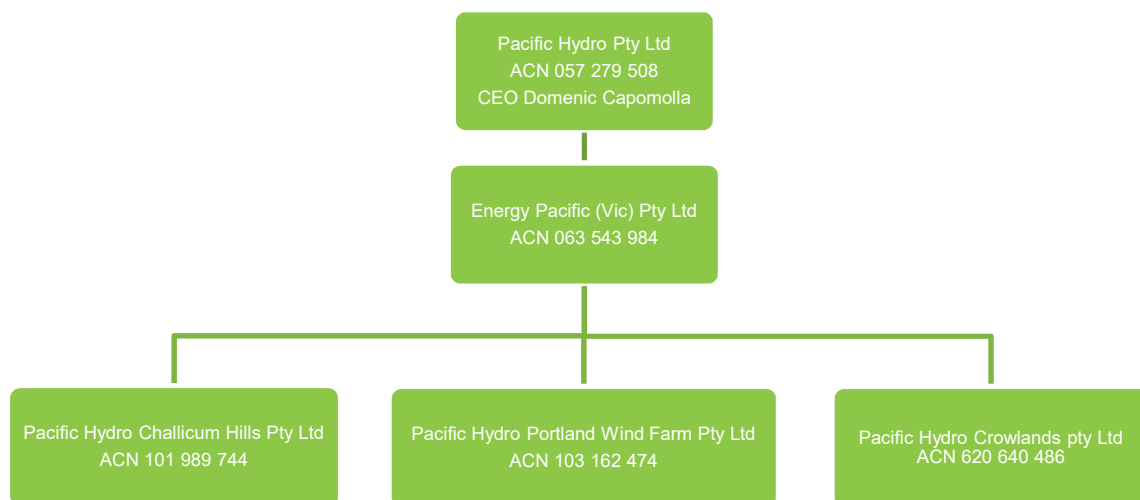 Pacific Hydro Pty Ltd
ACN 057 279 508
CEO Domenic Capomolla
Energy Pacific (Vic) Pty Ltd
ACN 063 543 984
Pacific Hydro Challicum Hills Pty Ltd
ACN 101 989 744
Pacific Hydro Portland Wind Farm Pty Ltd
ACN 103 162 474
Pacific Hydro Crowlands pty Ltd
ACN 620 640 486